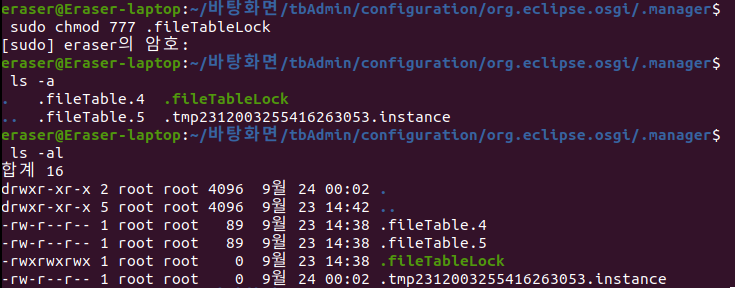 eraser@Eraser-laptop:~/바탕화면/tbAdmin/configuration/org.eclipse.osgi/.manager$
 sudo chmod 777 .fileTableLock
[sudo] eraser의 암호:
eraser@Eraser-laptop:~/바탕화면/tbAdmin/configuration/org.eclipse.osgi/.manager$
 ls -a
.   .fileTable.4  .fileTableLock
..  .fileTable.5  .tmp2312003255416263053.instance
eraser@Eraser-laptop:~/바탕화면/tbAdmin/configuration/org.eclipse.osgi/.manager$
 ls -al
합계 16
drwxr-xr-x 2 root root 4096  9월 24 00:02 .
drwxr-xr-x 5 root root 4096  9월 23 14:42 ..
-rw-r--r-- 1 root root   89  9월 23 14:38 .fileTable.4
-rw-r--r-- 1 root root   89  9월 23 14:38 .fileTable.5
-rwxrwxrwx 1 root root    0  9월 23 14:38 .fileTableLock
-rw-r--r-- 1 root root    0  9월 24 00:02 .tmp2312003255416263053.instance